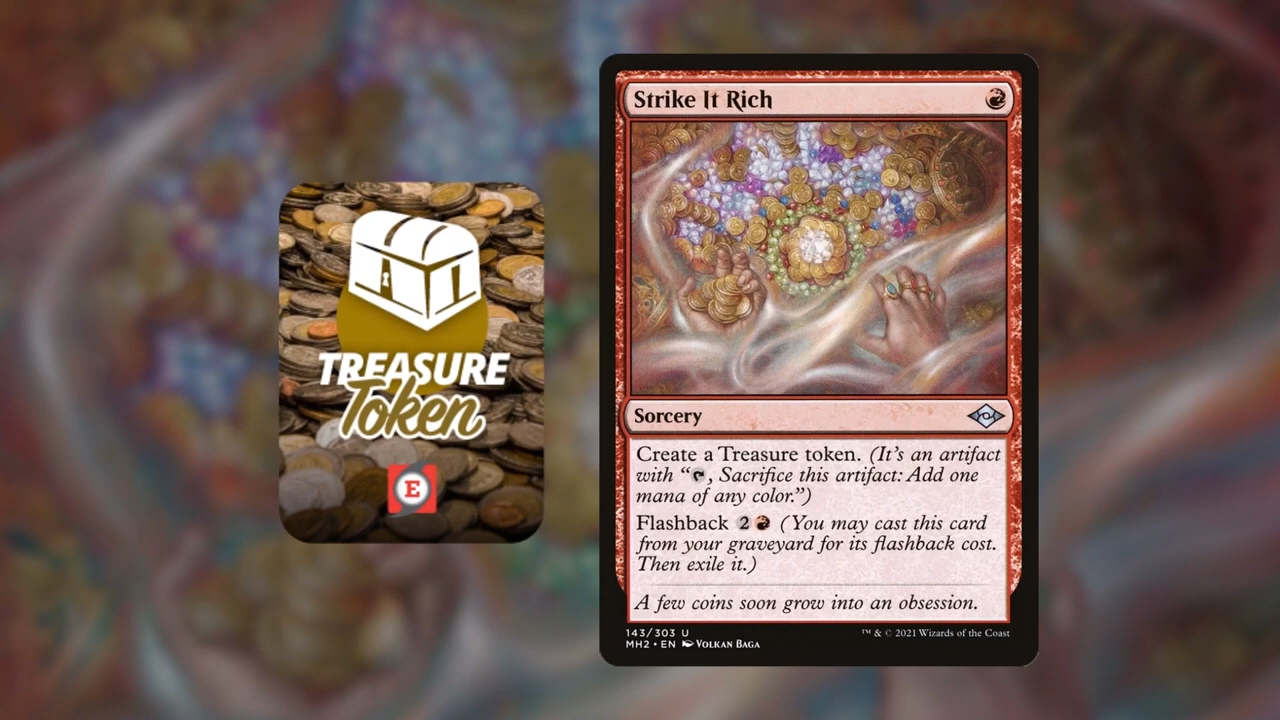 TREASURE
Token
E
Strike It Rich
Sorcery
Create a Treasure token. (It's an artifact
with “, Sacrifice this artifact: Add one
mana of any color.”)
Flashback 2 (You may cast this card
from your graveyard for its flashback cost.
Then exile it.)
A few coins soon grow into an obsession.
143/303 U
MH2 • EN VOLKAN BAGA
™ & © 2021 Wizards of the Coast